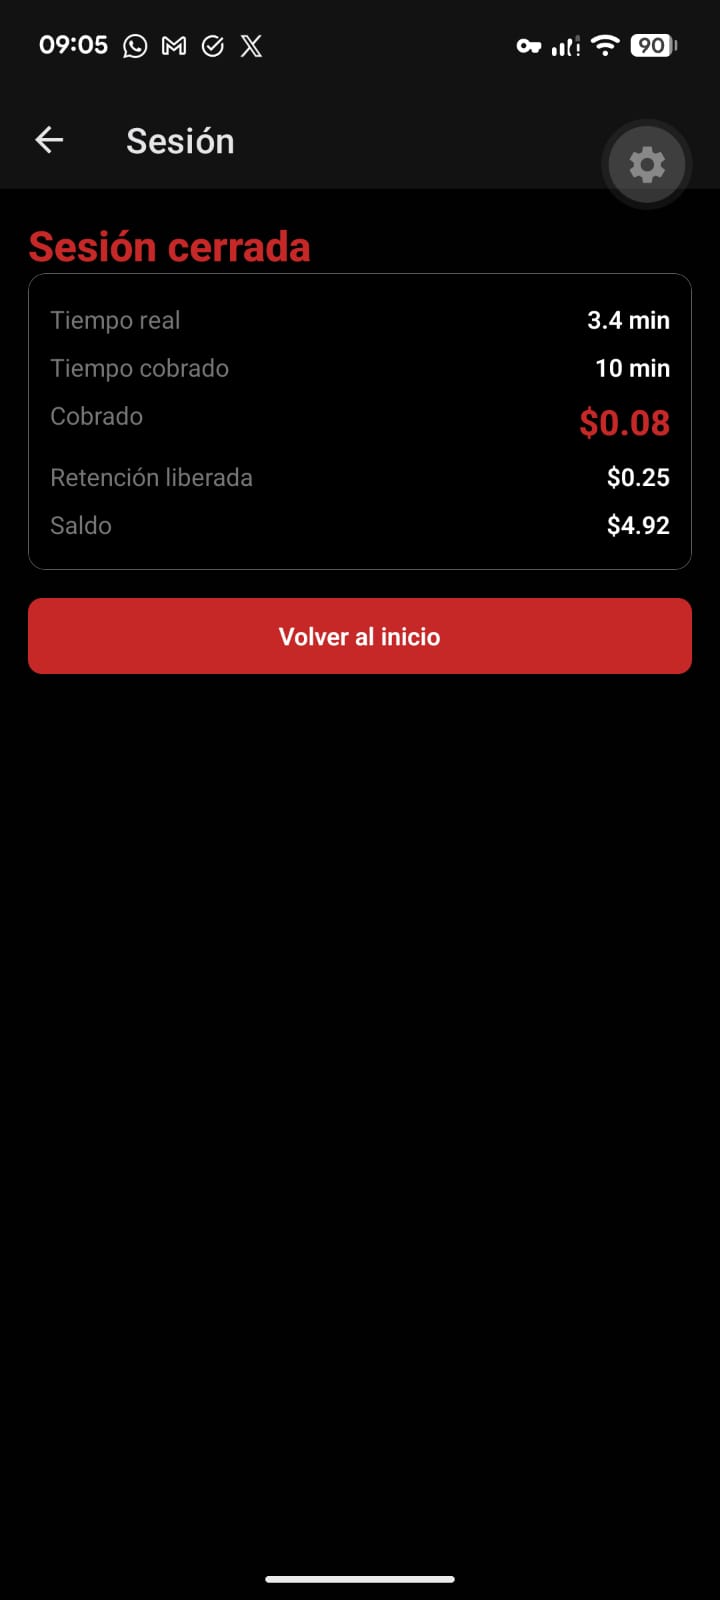 09:05
90
Sesión
Sesión cerrada
Tiempo real 3.4 min
Tiempo cobrado 10 min
Cobrado $0.08
Retención liberada $0.25
Saldo $4.92
Volver al inicio